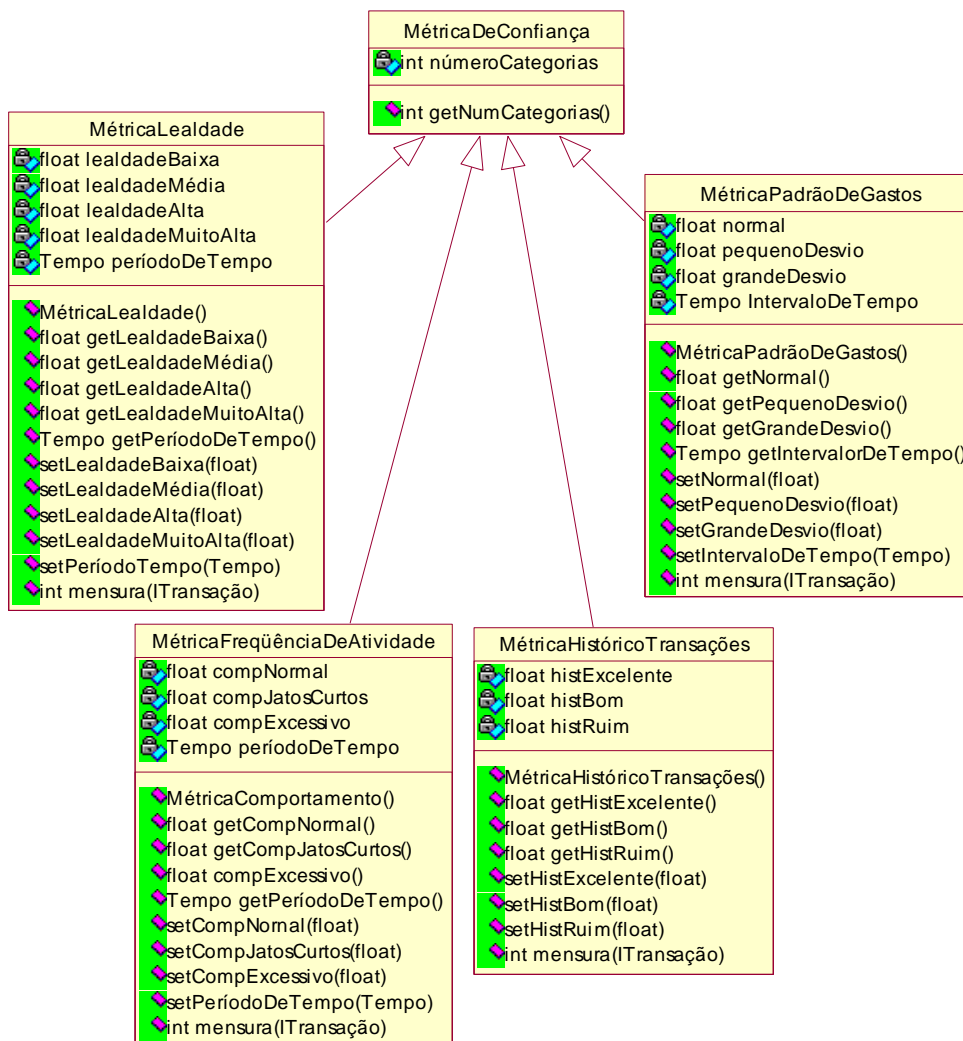 MétricaDeConfiança
int númeroCategorias
int getNumCategorias()
MétricaLealdade
float lealdadeBaixa
float lealdadeMédia
float lealdadeAlta
float lealdadeMuitoAlta
Tempo períodoDeTempo
MétricaLealdade()
float getLealdadeBaixa()
float getLealdadeMédia()
float getLealdadeAlta()
float getLealdadeMuitoAlta()
Tempo getPeríodoDeTempo()
setLealdadeBaixa(float)
setLealdadeMédia(float)
setLealdadeAlta(float)
setLealdadeMuitoAlta(float)
setPeríodoTempo(Tempo)
int mensura(ITransação)
MétricaPadrãoDeGastos
float normal
float pequenoDesvio
float grandeDesvio
Tempo IntervaloDeTempo
MétricaPadrãoDeGastos()
float getNormal()
float getPequenoDesvio()
float getGrandeDesvio()
Tempo getIntervalorDeTempo()
setNormal(float)
setPequenoDesvio(float)
setGrandeDesvio(float)
setIntervaloDeTempo(Tempo)
int mensura(ITransação)
MétricaFreqüênciaDeAtividade
float compNormal
float compJatosCurtos
float compExcessivo
Tempo períodoDeTempo
MétricaComportamento()
float getCompNormal()
float getCompJatosCurtos()
float compExcessivo()
Tempo getPeríodoDeTempo()
setCompNornal(float)
setCompJatosCurtos(float)
setCompExcessivo(float)
setPeríodoDeTempo(Tempo)
int mensura(ITransação)
MétricaHistóricoTransações
float histExcelente
float histBom
float histRuim
MétricaHistóricoTransações()
float getHistExcelente()
float getHistBom()
float getHistRuim()
setHistExcelente(float)
setHistBom(float)
setHistRuim(float)
int mensura(ITransação)